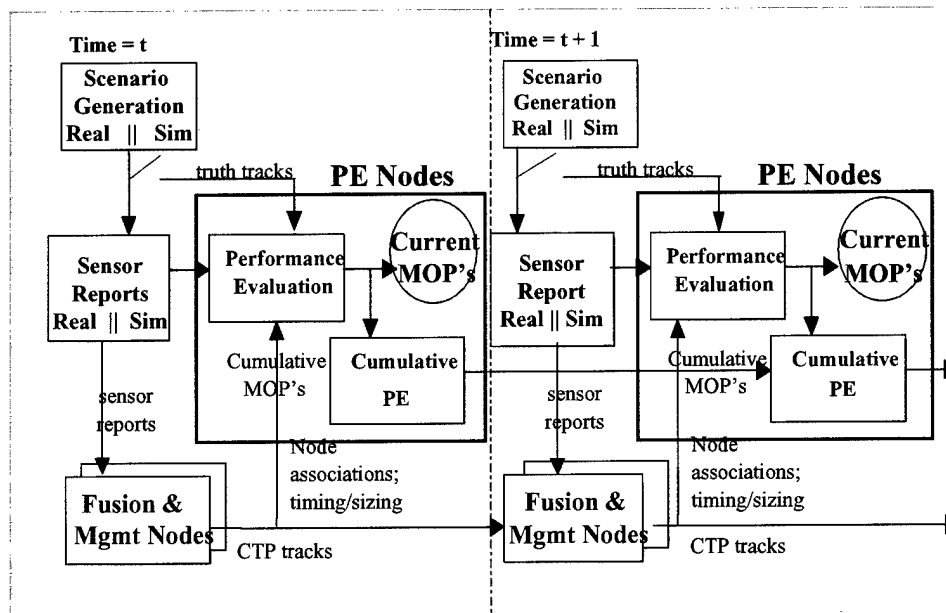 Time = t
Scenario
Generation
Real || Sim
truth tracks
PE Nodes
Sensor
Reports
Real || Sim
Performance
Evaluation
Current
MOP's
Cumulative
MOP's
Cumulative
PE
sensor
reports
Node
associations;
timing/sizing
Fusion &
Mgmt Nodes
CTP tracks
Time = t + 1
Scenario
Generation
Real || Sim
truth tracks
PE Nodes
Sensor
Report
Real || Sim
Performance
Evaluation
Current
MOP's
Cumulative
MOP's
Cumulative
PE
sensor
reports
Node
associations;
timing/sizing
Fusion &
Mgmt Nodes
CTP tracks